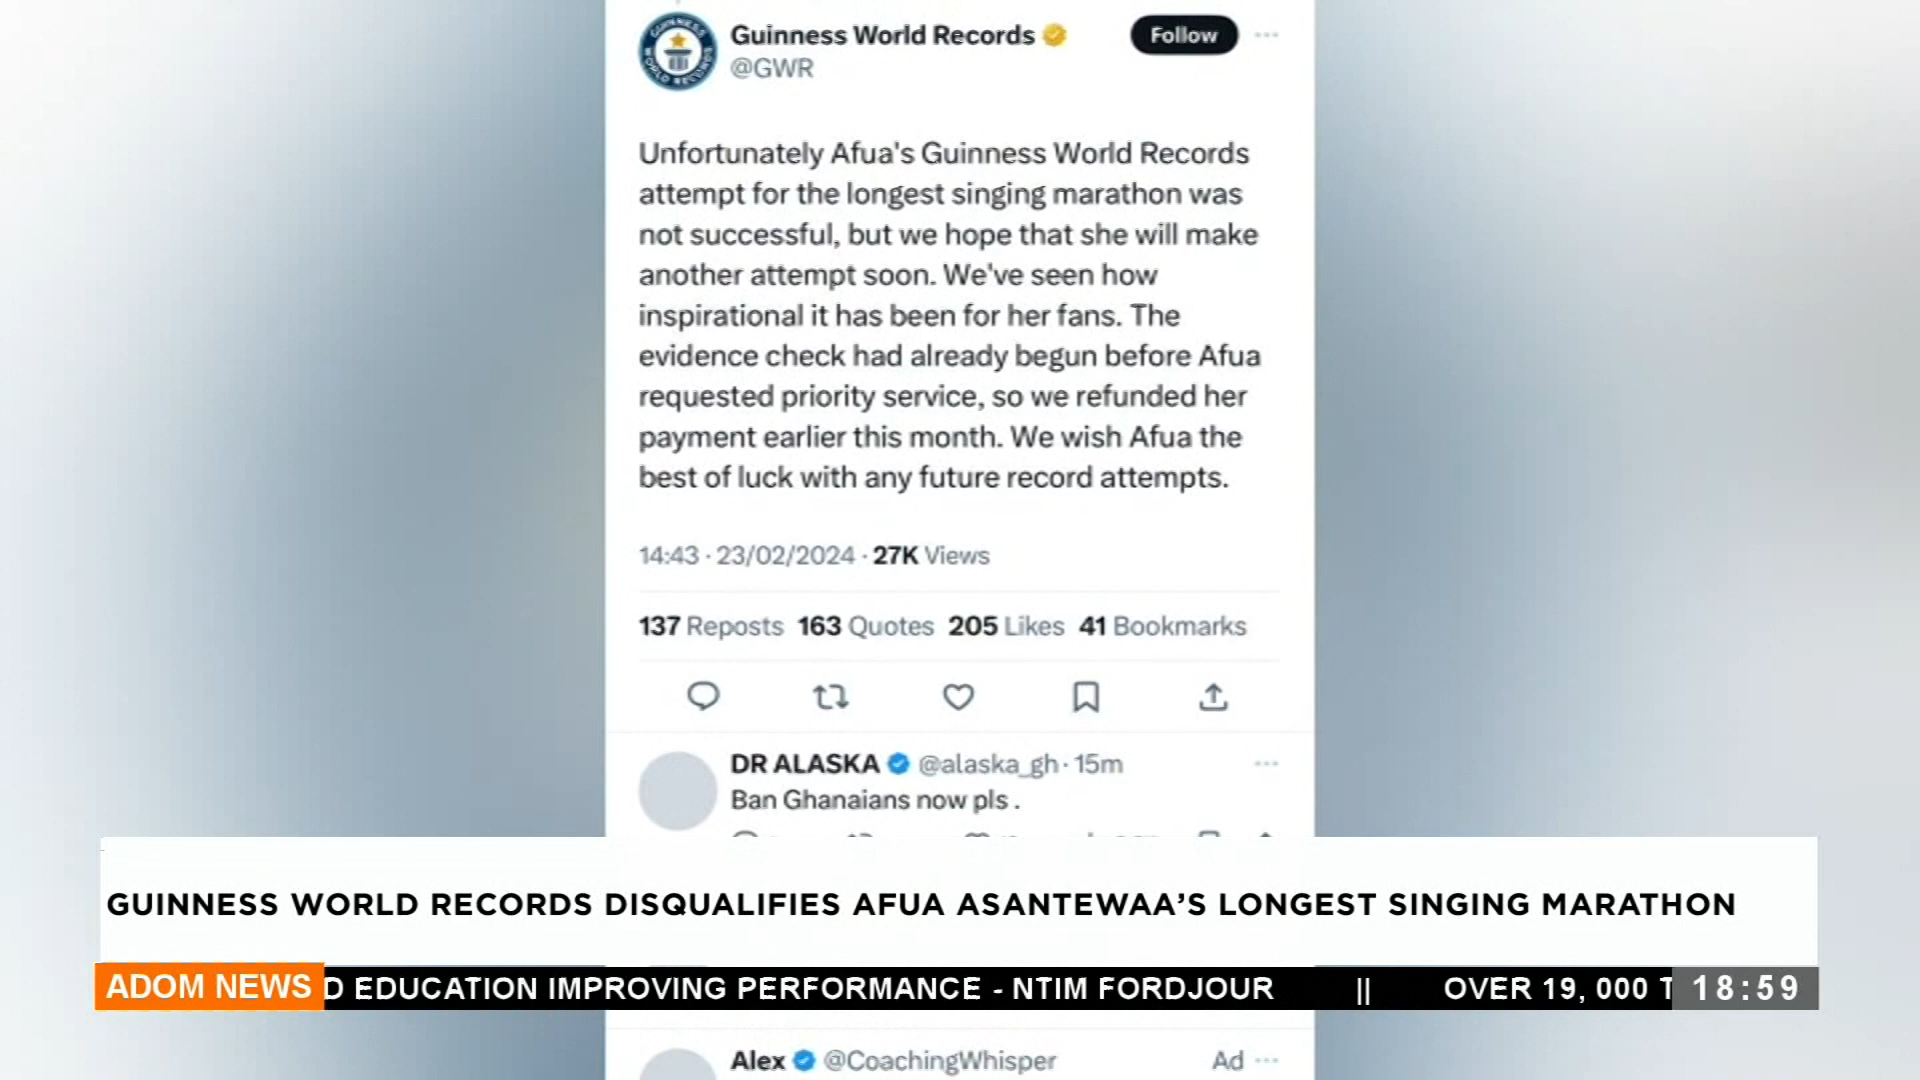 Guinness World Records
Follow
@GWR
Unfortunately Afua's Guinness World Records
attempt for the longest singing marathon was
not successful, but we hope that she will make
another attempt soon. We've seen how
inspirational it has been for her fans. The
evidence check had already begun before Afua
requested priority service, so we refunded her
payment earlier this month. We wish Afua the
best of luck with any future record attempts.
14:43 · 23/02/2024 · 27K Views
137 Reposts 163 Quotes 205 Likes 41 Bookmarks
DR ALASKA @alaska_gh · 15m
Ban Ghanaians now pls .
GUINNESS WORLD RECORDS DISQUALIFIES AFUA ASANTEWAA’S LONGEST SINGING MARATHON
ADOM NEWS D EDUCATION IMPROVING PERFORMANCE - NTIM FORDJOUR || OVER 19, 000 T 18:59
Alex @CoachingWhisper Ad